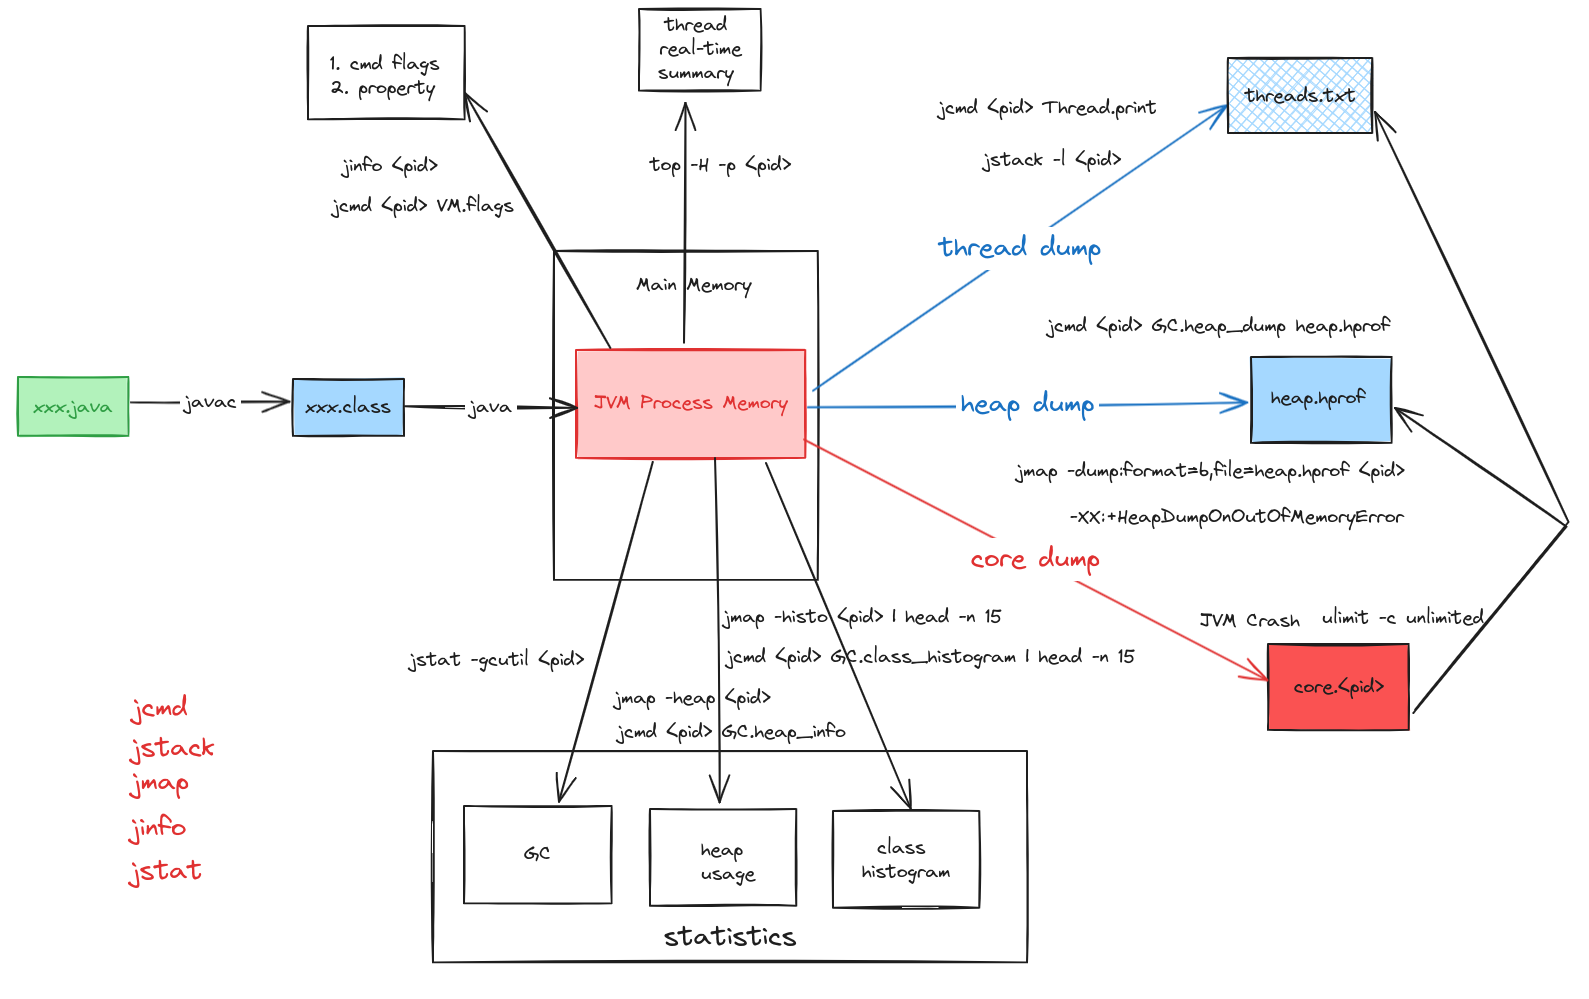 thread
real-time
summary
1. cmd flags
2. property
threads.txt
jcmd <pid> Thread.print
jstack -l <pid>
jinfo <pid>
top -H -p <pid>
jcmd <pid> VM.flags
thread dump
Main Memory
jcmd <pid> GC.heap_dump heap.hprof
xxx.java
javac
xxx.class
java
JVM Process Memory
heap dump
heap.hprof
jmap -dump:format=b,file=heap.hprof <pid>
-XX:+HeapDumpOnOutOfMemoryError
core dump
JVM Crash
ulimit -c unlimited
core.<pid>
jmap -histo <pid> | head -n 15
jcmd <pid> GC.class_histogram | head -n 15
jstat -gcutil <pid>
jmap -heap <pid>
jcmd <pid> GC.heap_info
jcmd
jstack
jmap
jinfo
jstat
GC
heap
usage
class
histogram
statistics